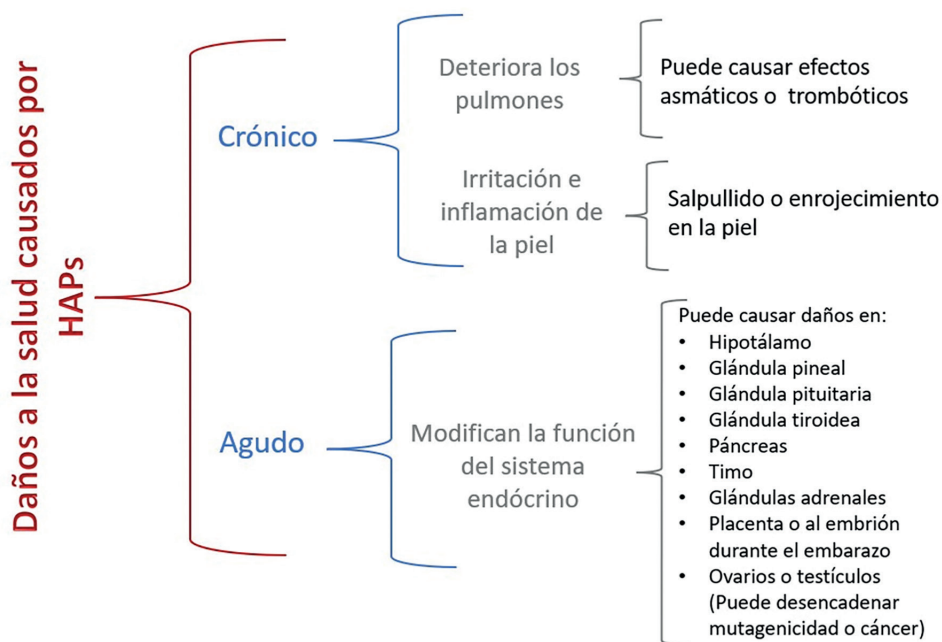 Daños a la salud causados por
HAPs
Crónico
Deteriora los
pulmones
Puede causar efectos
asmáticos o trombóticos
Irritación e
inflamación de
la piel
Salpullido o enrojecimiento
en la piel
Agudo
Modifican la función
del sistema
endócrino
Puede causar daños en:
• Hipotálamo
• Glándula pineal
• Glándula pituitaria
• Glándula tiroidea
• Páncreas
• Timo
• Glándulas adrenales
• Placenta o al embrión
durante el embarazo
• Ovarios o testículos
(Puede desencadenar
mutagenicidad o cáncer)